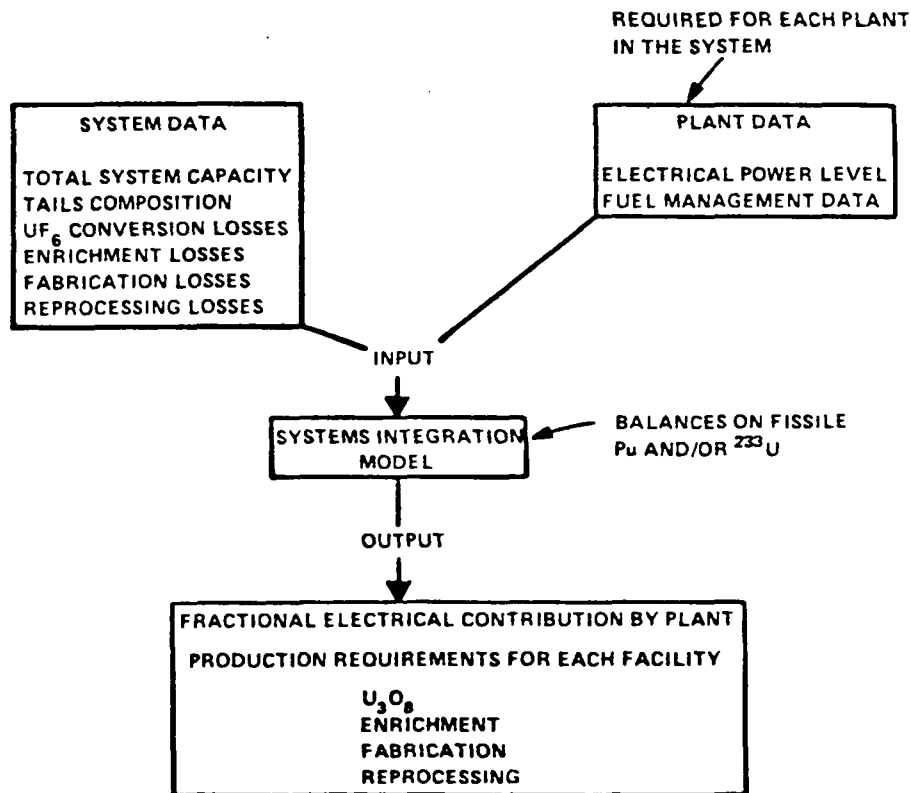 REQUIRED FOR EACH PLANT
IN THE SYSTEM
SYSTEM DATA
TOTAL SYSTEM CAPACITY
TAILS COMPOSITION
UF₆ CONVERSION LOSSES
ENRICHMENT LOSSES
FABRICATION LOSSES
REPROCESSING LOSSES
PLANT DATA
ELECTRICAL POWER LEVEL
FUEL MANAGEMENT DATA
INPUT
SYSTEMS INTEGRATION
MODEL
BALANCES ON FISSILE
Pu AND/OR ²³³U
OUTPUT
FRACTIONAL ELECTRICAL CONTRIBUTION BY PLANT
PRODUCTION REQUIREMENTS FOR EACH FACILITY
U₃O₈
ENRICHMENT
FABRICATION
REPROCESSING